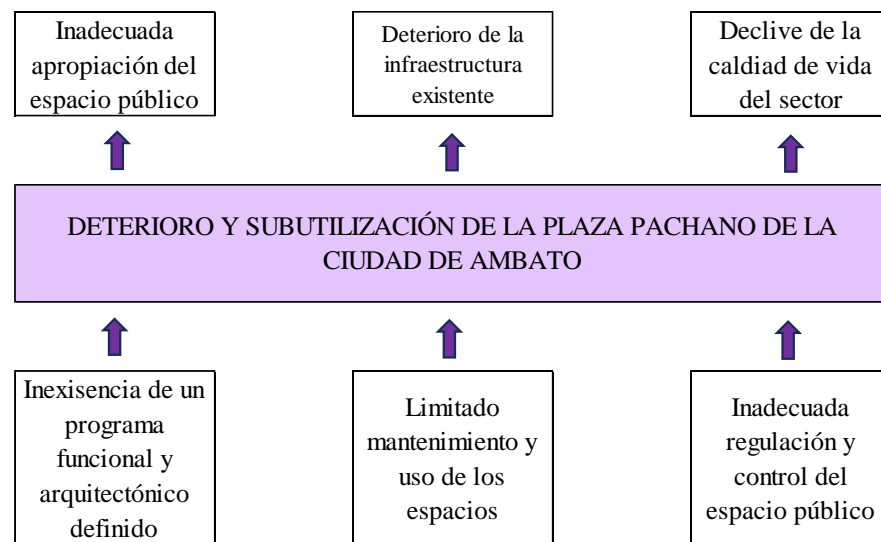 Inadecuada
apropiación del
espacio público
Deterioro de la
infraestructura
existente
Declive de la
caldiad de vida
del sector
DETERIORO Y SUBUTILIZACIÓN DE LA PLAZA PACHANO DE LA
CIUDAD DE AMBATO
Inexisencia de un
programa
funcional y
arquitectónico
definido
Limitado
mantenimiento y
uso de los
espacios
Inadecuada
regulación y
control del
espacio público